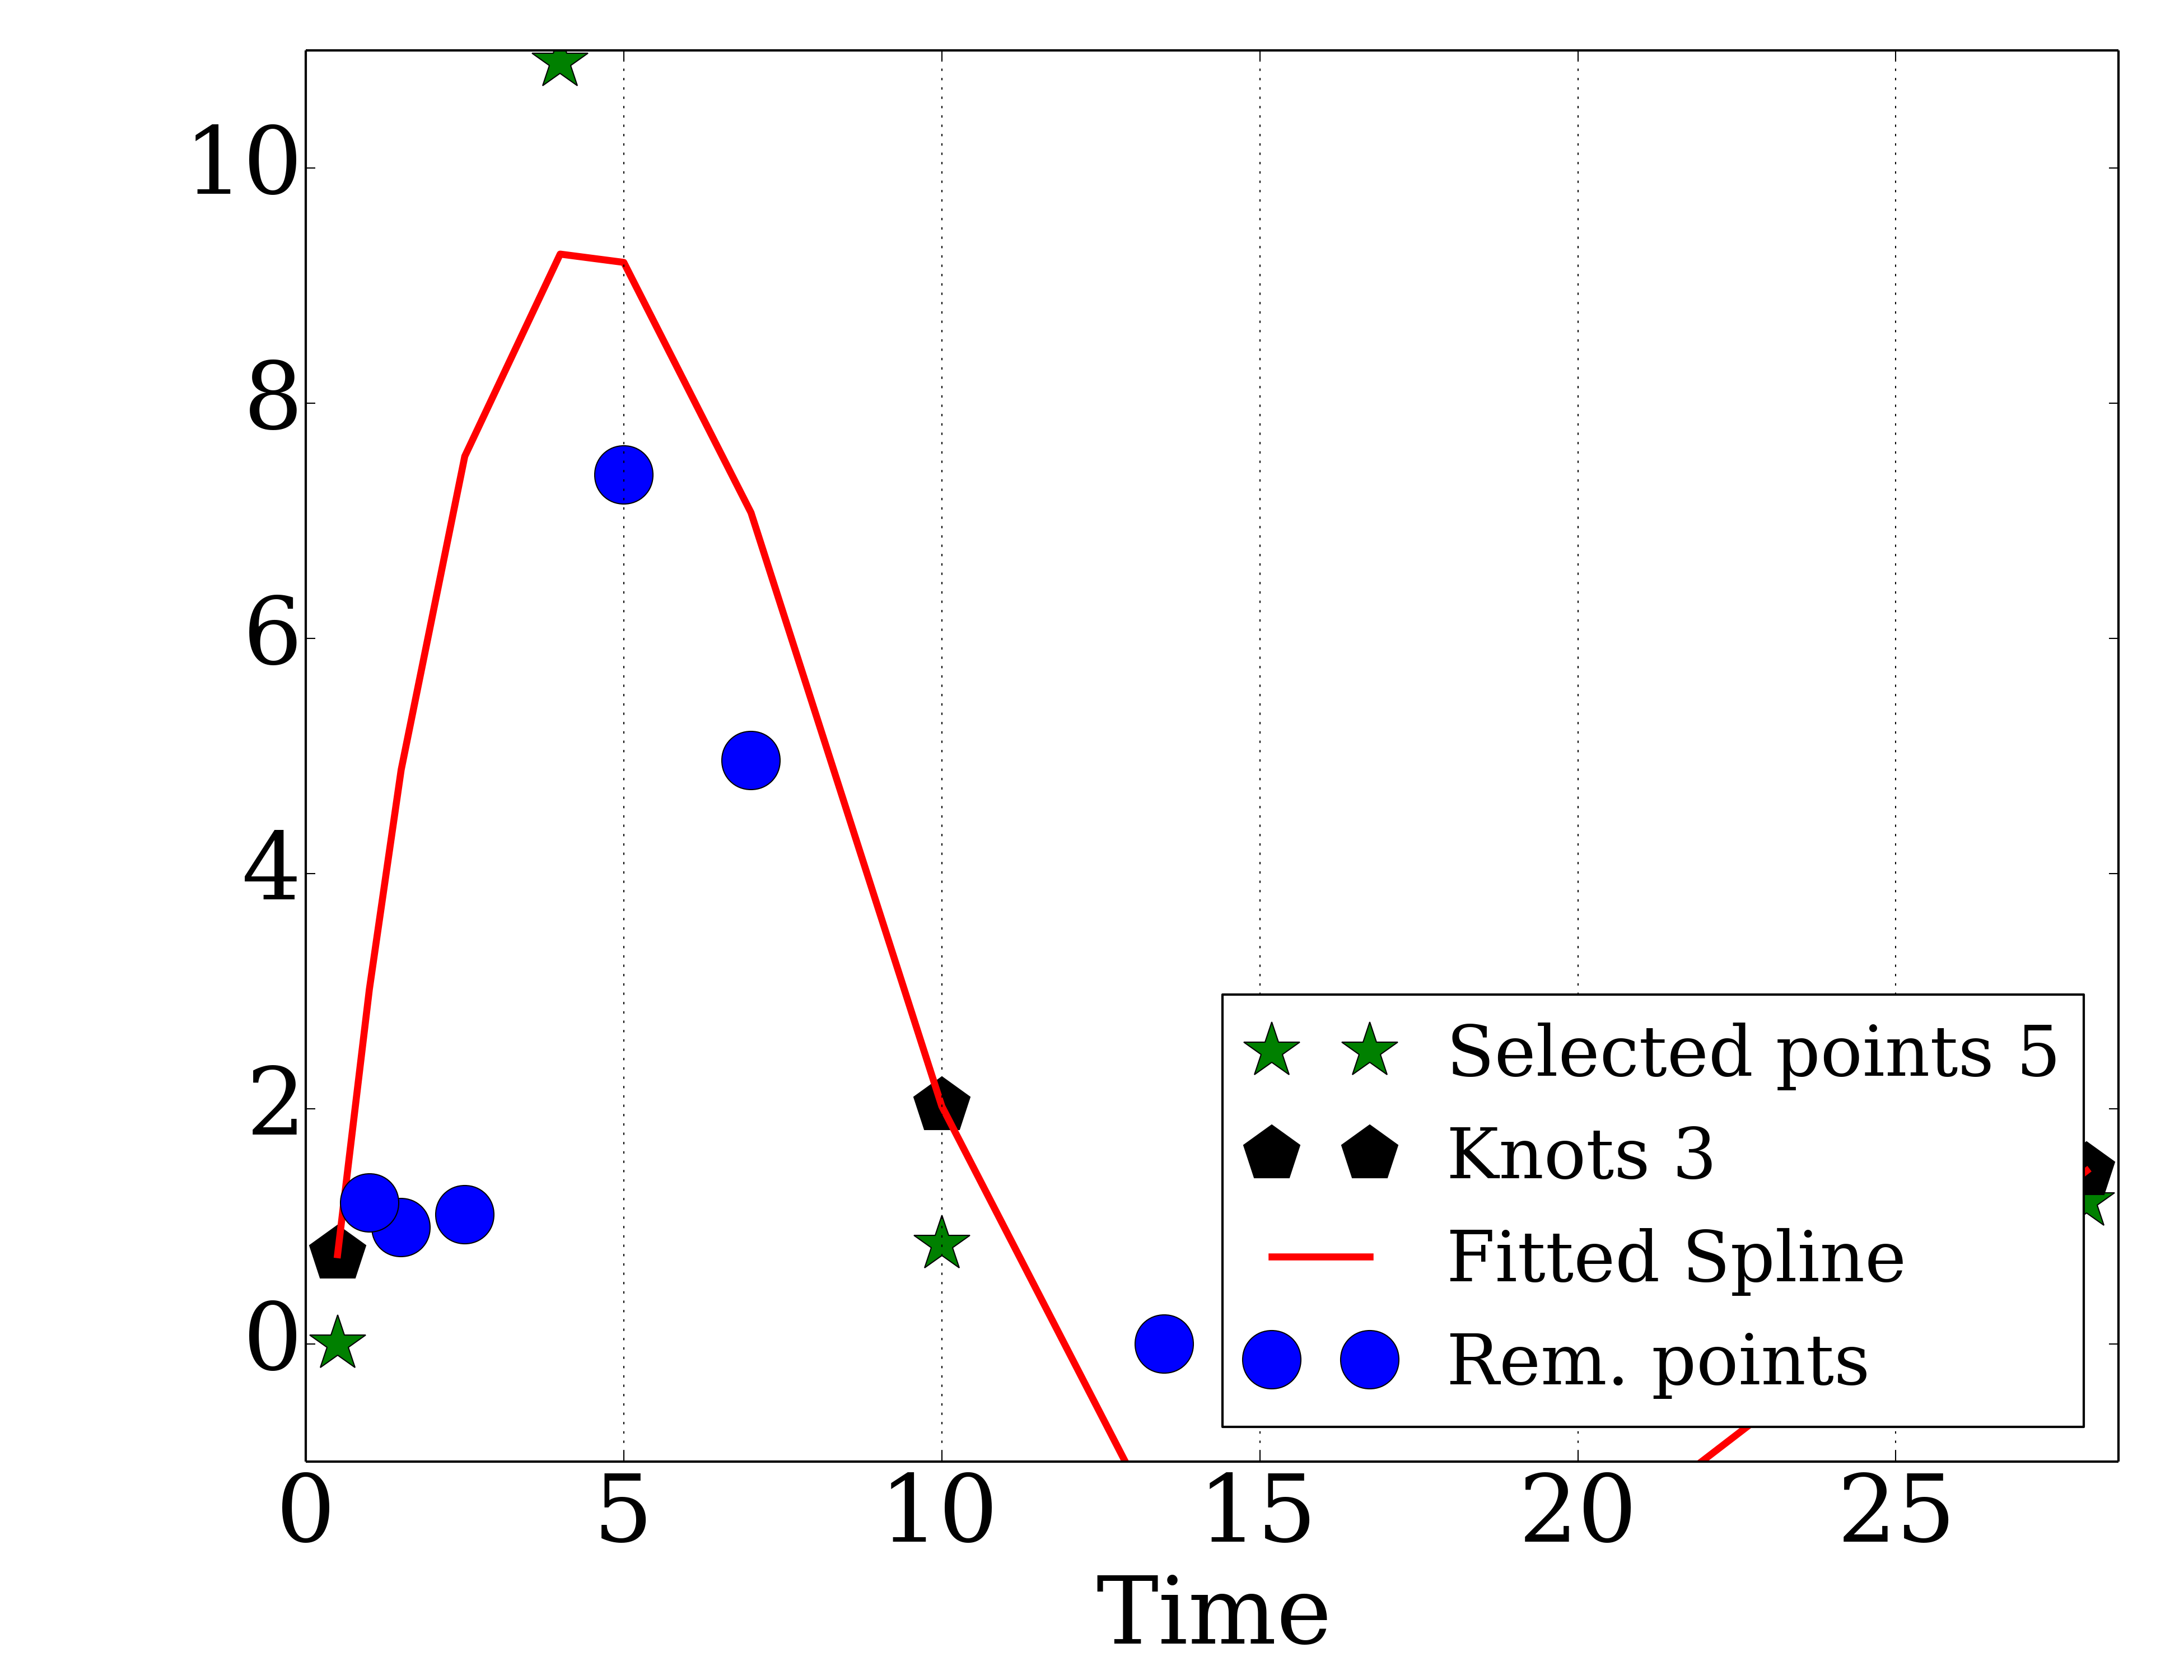 10
8
6
4
2
0
Selected points 5
Knots 3
Fitted Spline
Rem. points
0 5 10 15 20 25
Time